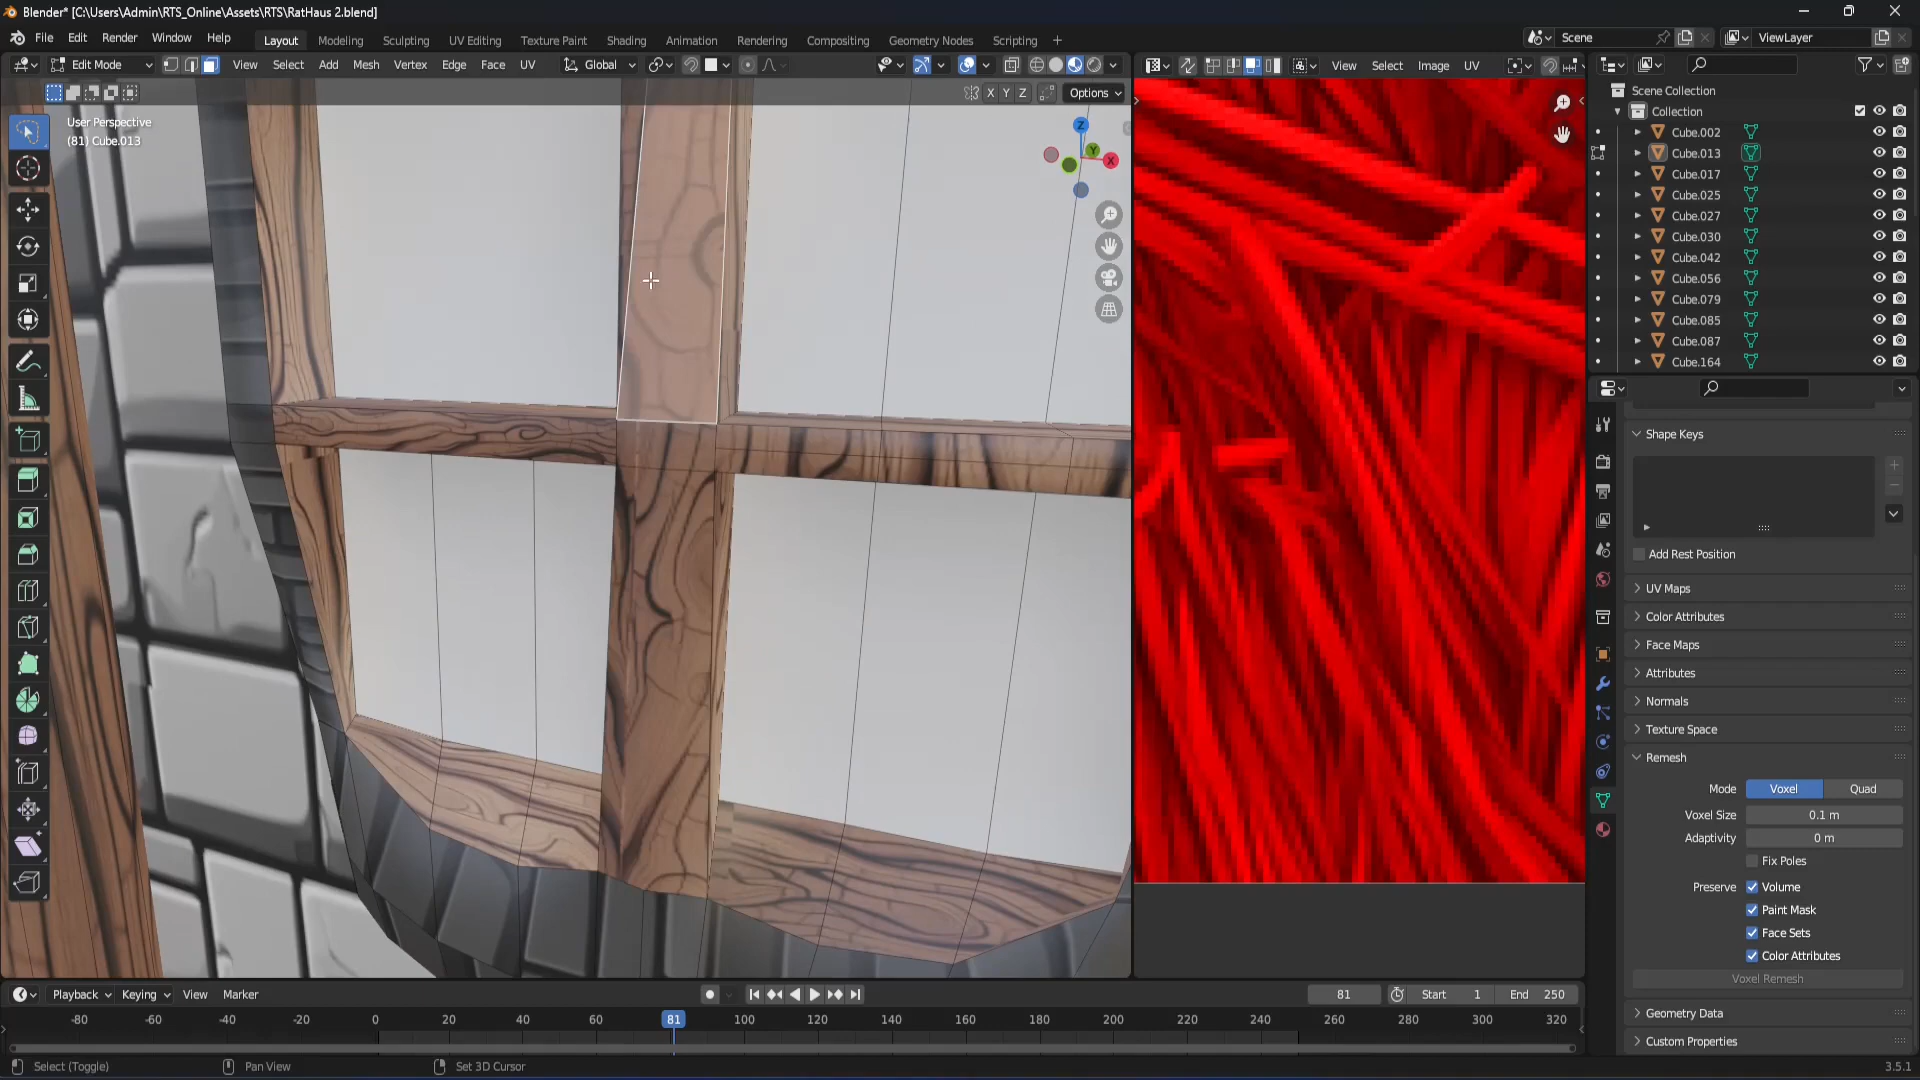 Blender* [C:\Users\Admin\RTS_Online\Assets\RTS\RatHaus 2.blend]
File Edit Render Window Help Layout Modeling Sculpting UV Editing Texture Paint Shading Animation Rendering Compositing Geometry Nodes Scripting + Scene ViewLayer
Edit Mode View Select Add Mesh Vertex Edge Face UV Global View Select Image UV
X Y Z Options
User Perspective
(81) Cube.013
Z
Y
X
Scene Collection
Collection
Cube.002
Cube.013
Cube.017
Cube.025
Cube.027
Cube.030
Cube.042
Cube.056
Cube.079
Cube.085
Cube.087
Cube.164
Shape Keys
Add Rest Position
UV Maps
Color Attributes
Face Maps
Attributes
Normals
Texture Space
Remesh
Mode Voxel Quad
Voxel Size 0.1 m
Adaptivity 0 m
Fix Poles
Preserve Volume
Paint Mask
Face Sets
Color Attributes
Voxel Remesh
Geometry Data
Custom Properties
Playback Keying View Marker 81 Start 1 End 250
-80 -60 -40 -20 0 20 40 60 81 100 120 140 160 180 200 220 240 260 280 300 320
Select (Toggle) Pan View Set 3D Cursor 3.5.1